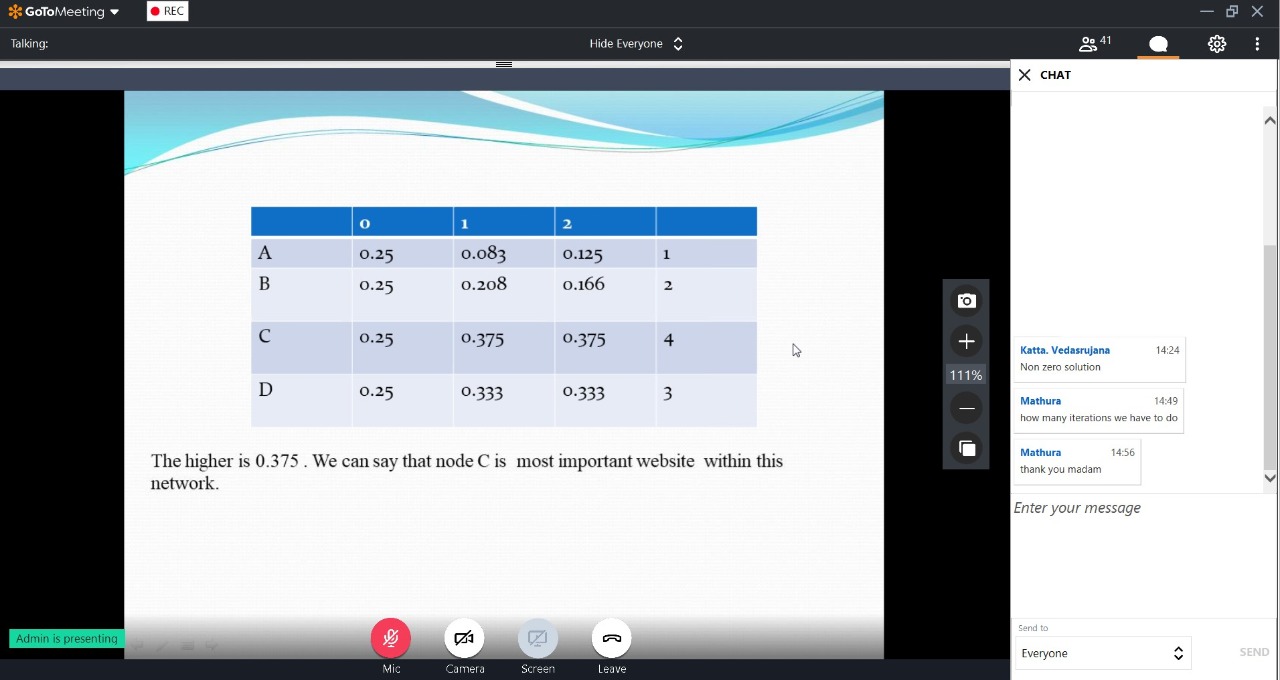 GoToMeeting REC
Talking: Hide Everyone 41
CHAT
0 1 2
A 0.25 0.083 0.125 1
B 0.25 0.208 0.166 2
C 0.25 0.375 0.375 4
D 0.25 0.333 0.333 3
The higher is 0.375 . We can say that node C is most important website within this
network.
111%
Katta. Vedasrujana 14:24
Non zero solution
Mathura 14:49
how many iterations we have to do
Mathura 14:56
thank you madam
Enter your message
Send to
Everyone SEND
Admin is presenting
Mic Camera Screen Leave